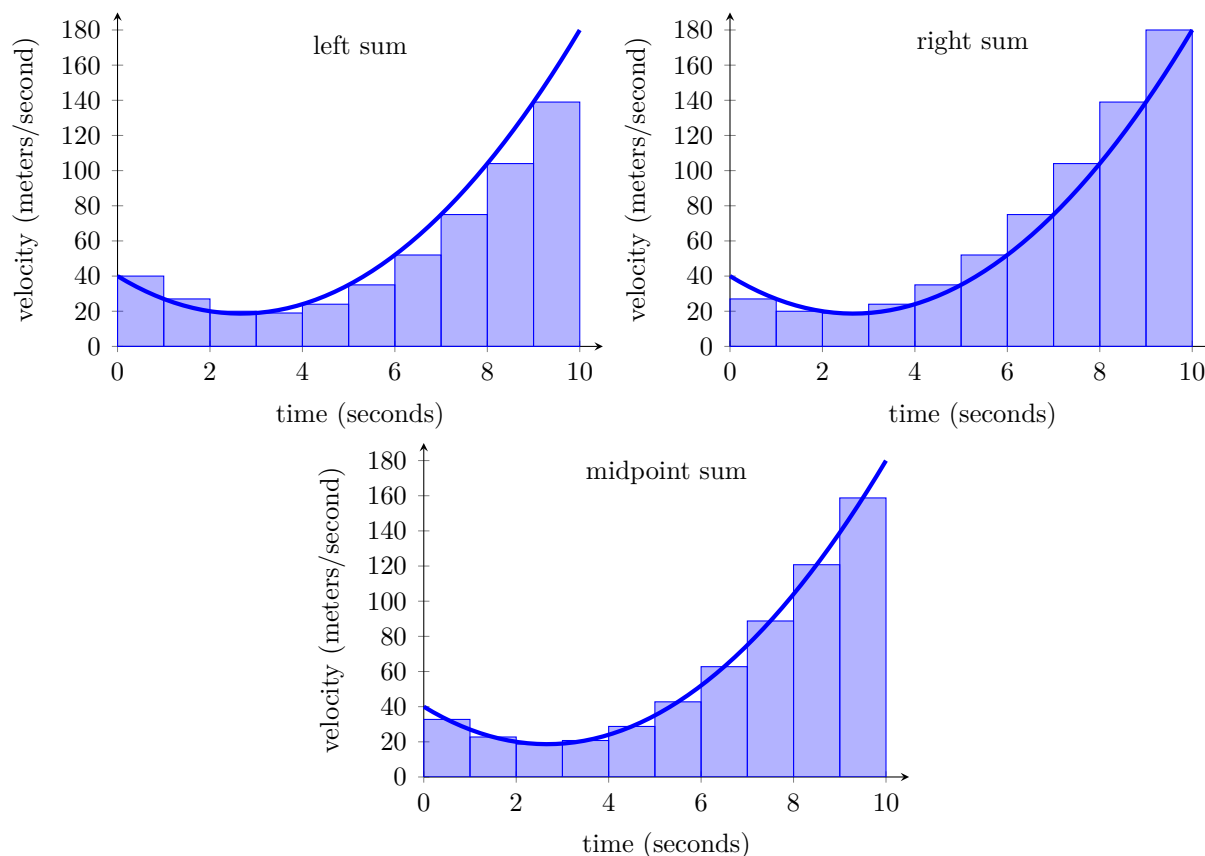 left sum
velocity (meters/second)
180
160
140
120
100
80
60
40
20
0
0 2 4 6 8 10
time (seconds)
right sum
velocity (meters/second)
180
160
140
120
100
80
60
40
20
0
0 2 4 6 8 10
time (seconds)
midpoint sum
velocity (meters/second)
180
160
140
120
100
80
60
40
20
0
0 2 4 6 8 10
time (seconds)